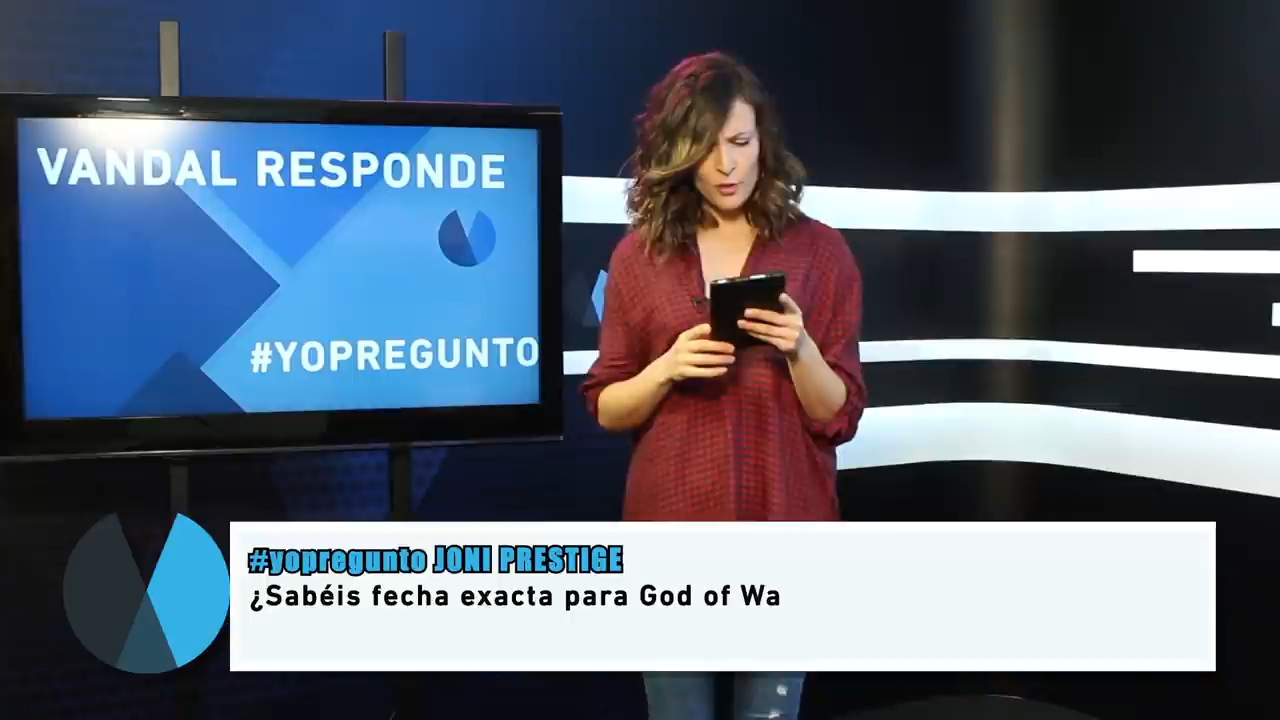 VANDAL RESPONDE
#YOPREGUNTO
#yopregunto JONI PRESTIGE
¿Sabéis fecha exacta para God of Wa